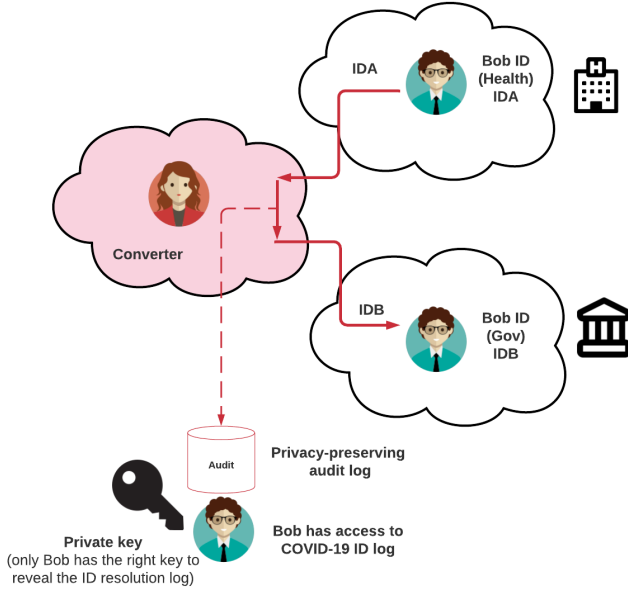 IDA
Bob ID
(Health)
IDA
H
Converter
IDB
Bob ID
(Gov)
IDB
Audit
Privacy-preserving
audit log
Private key
(only Bob has the right key to
reveal the ID resolution log)
Bob has access to
COVID-19 ID log